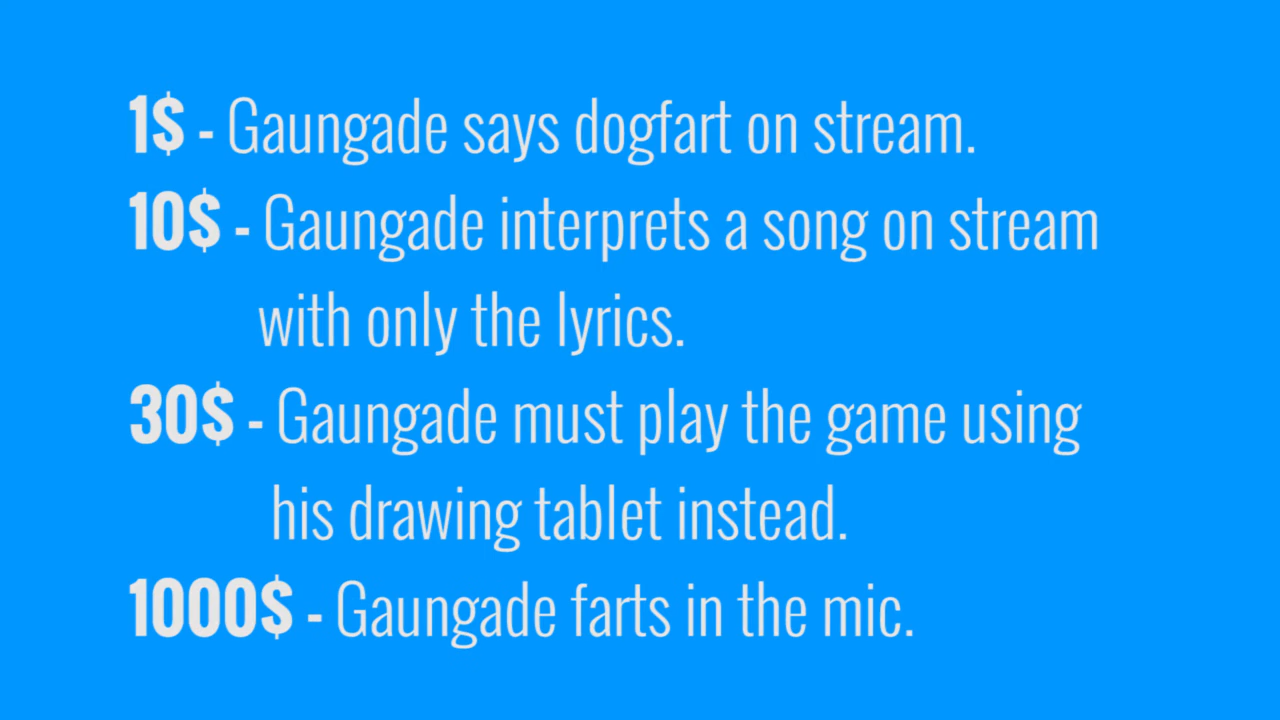 1$ - Gaungade says dogfart on stream.
10$ - Gaungade interprets a song on stream
with only the lyrics.
30$ - Gaungade must play the game using
his drawing tablet instead.
1000$ - Gaungade farts in the mic.